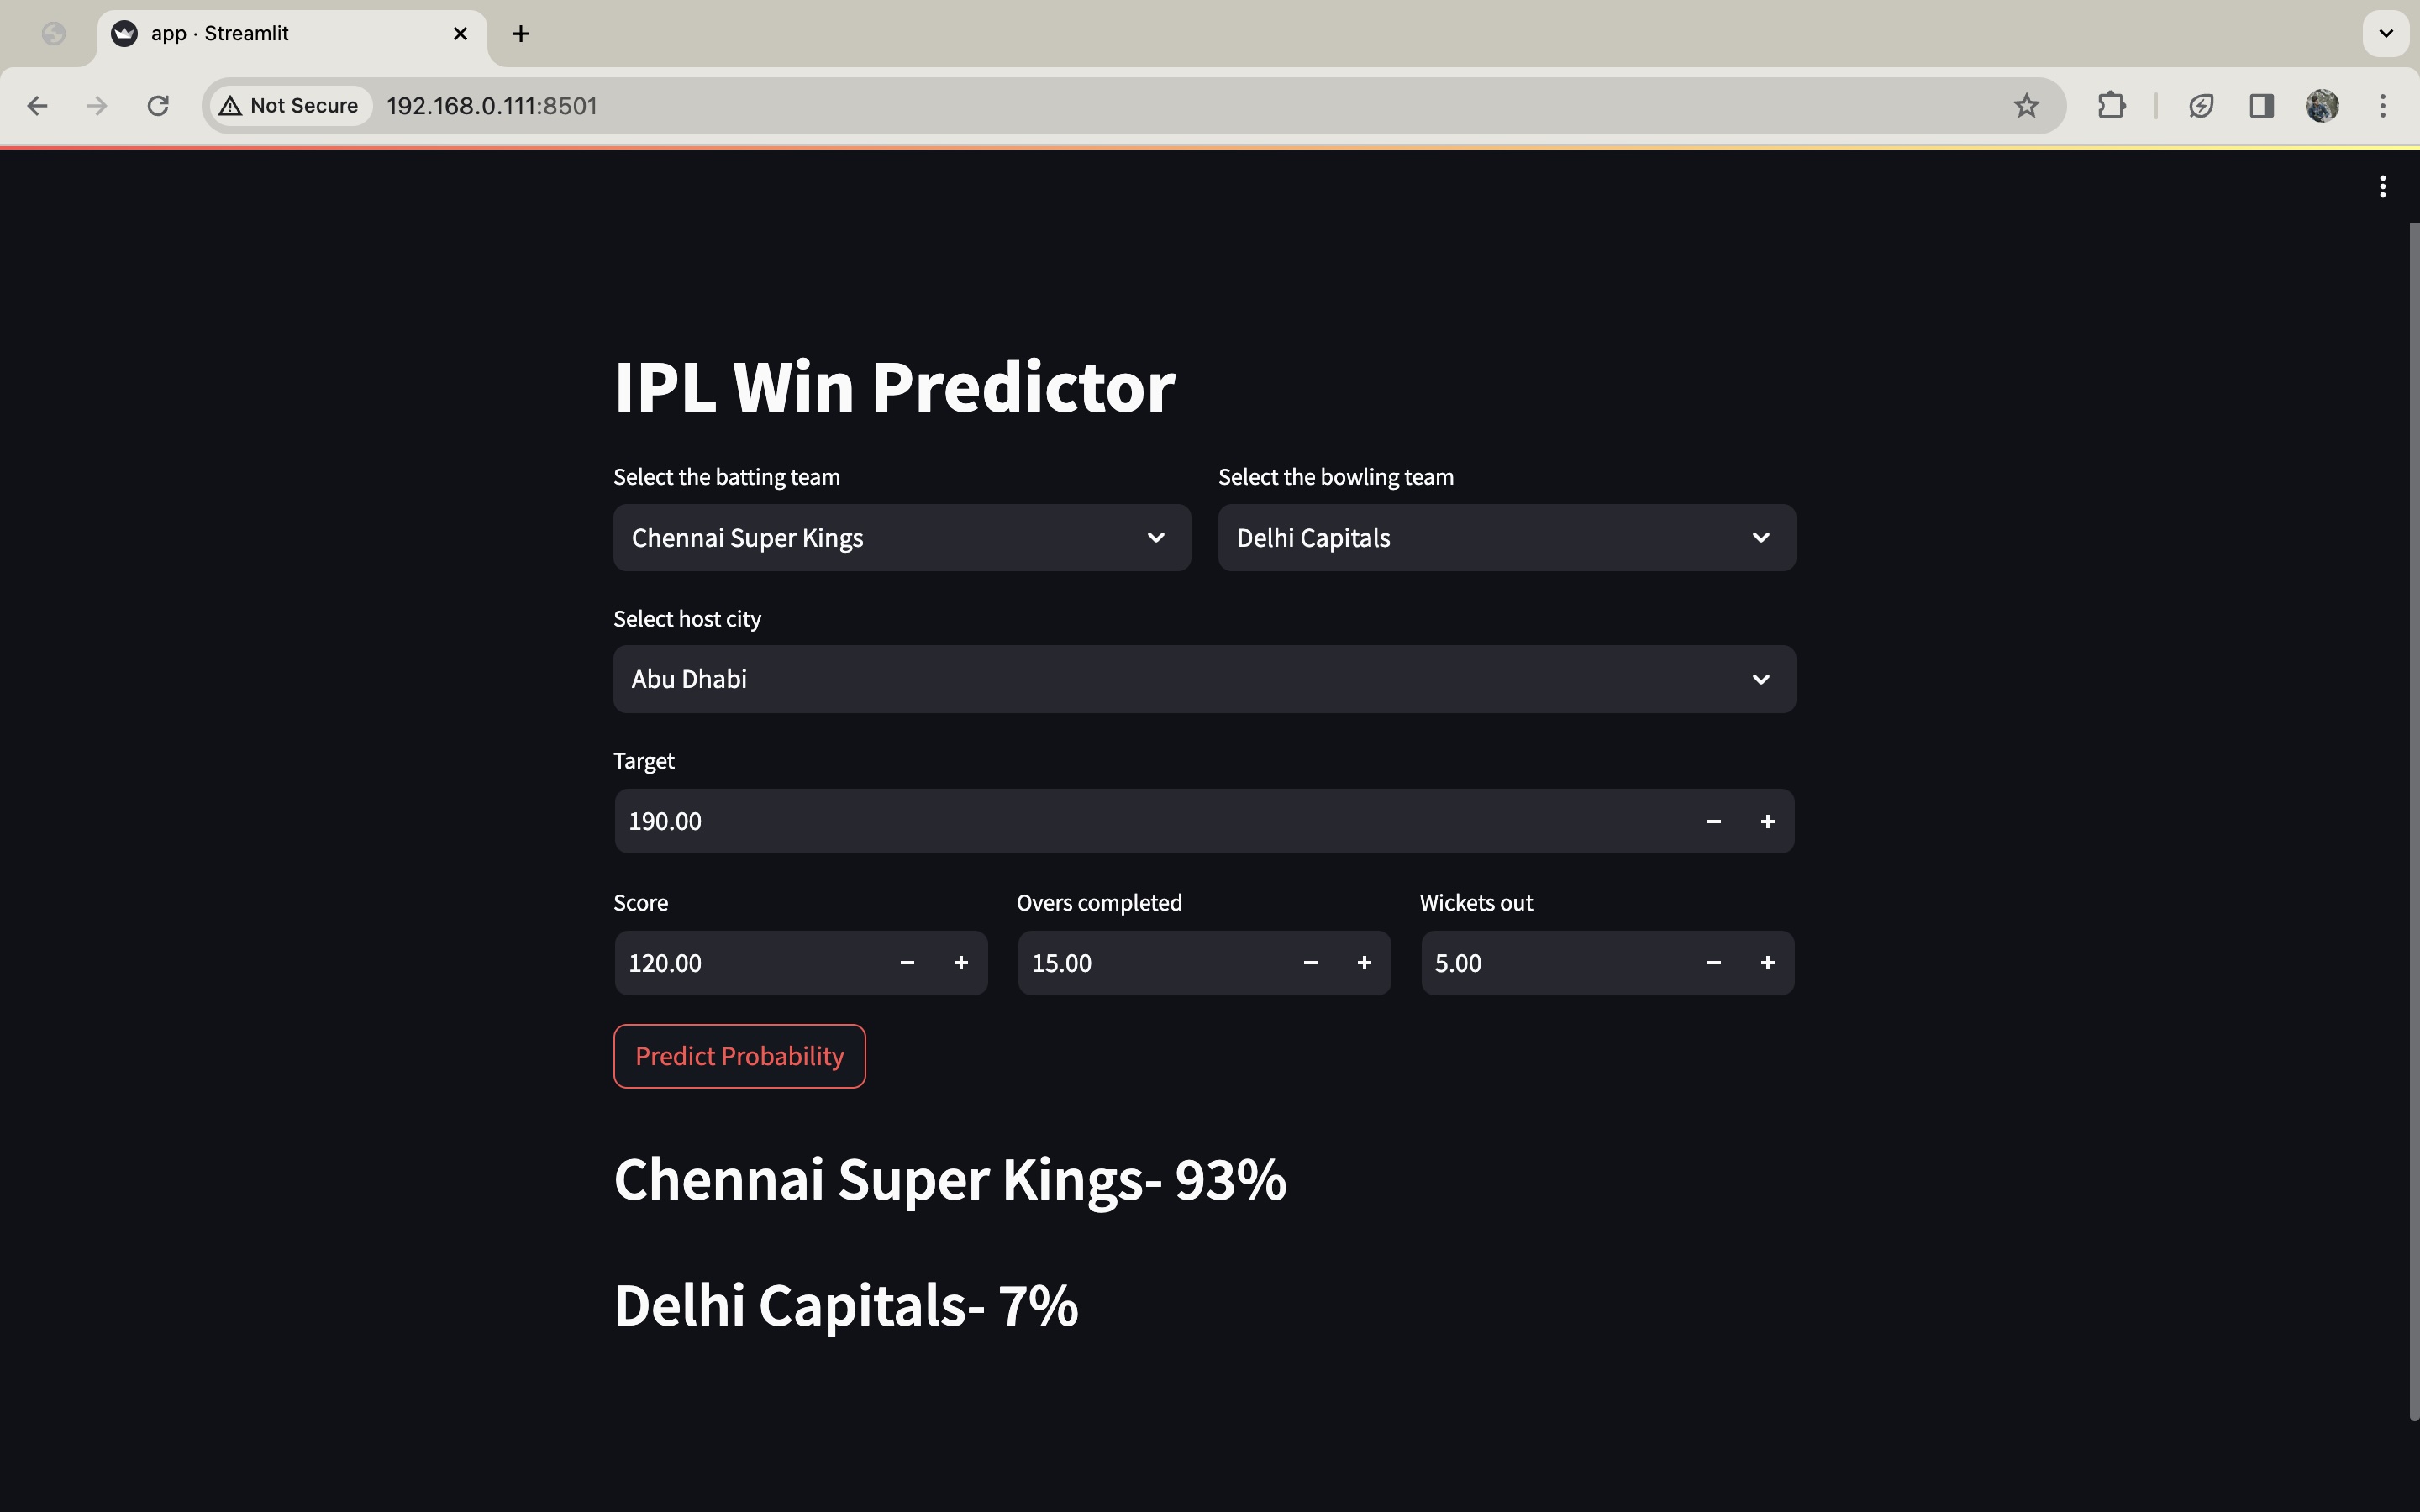 app · Streamlit
Not Secure 192.168.0.111:8501
IPL Win Predictor
Select the batting team Select the bowling team
Chennai Super Kings Delhi Capitals
Select host city
Abu Dhabi
Target
190.00
Score Overs completed Wickets out
120.00 15.00 5.00
Predict Probability
Chennai Super Kings- 93%
Delhi Capitals- 7%